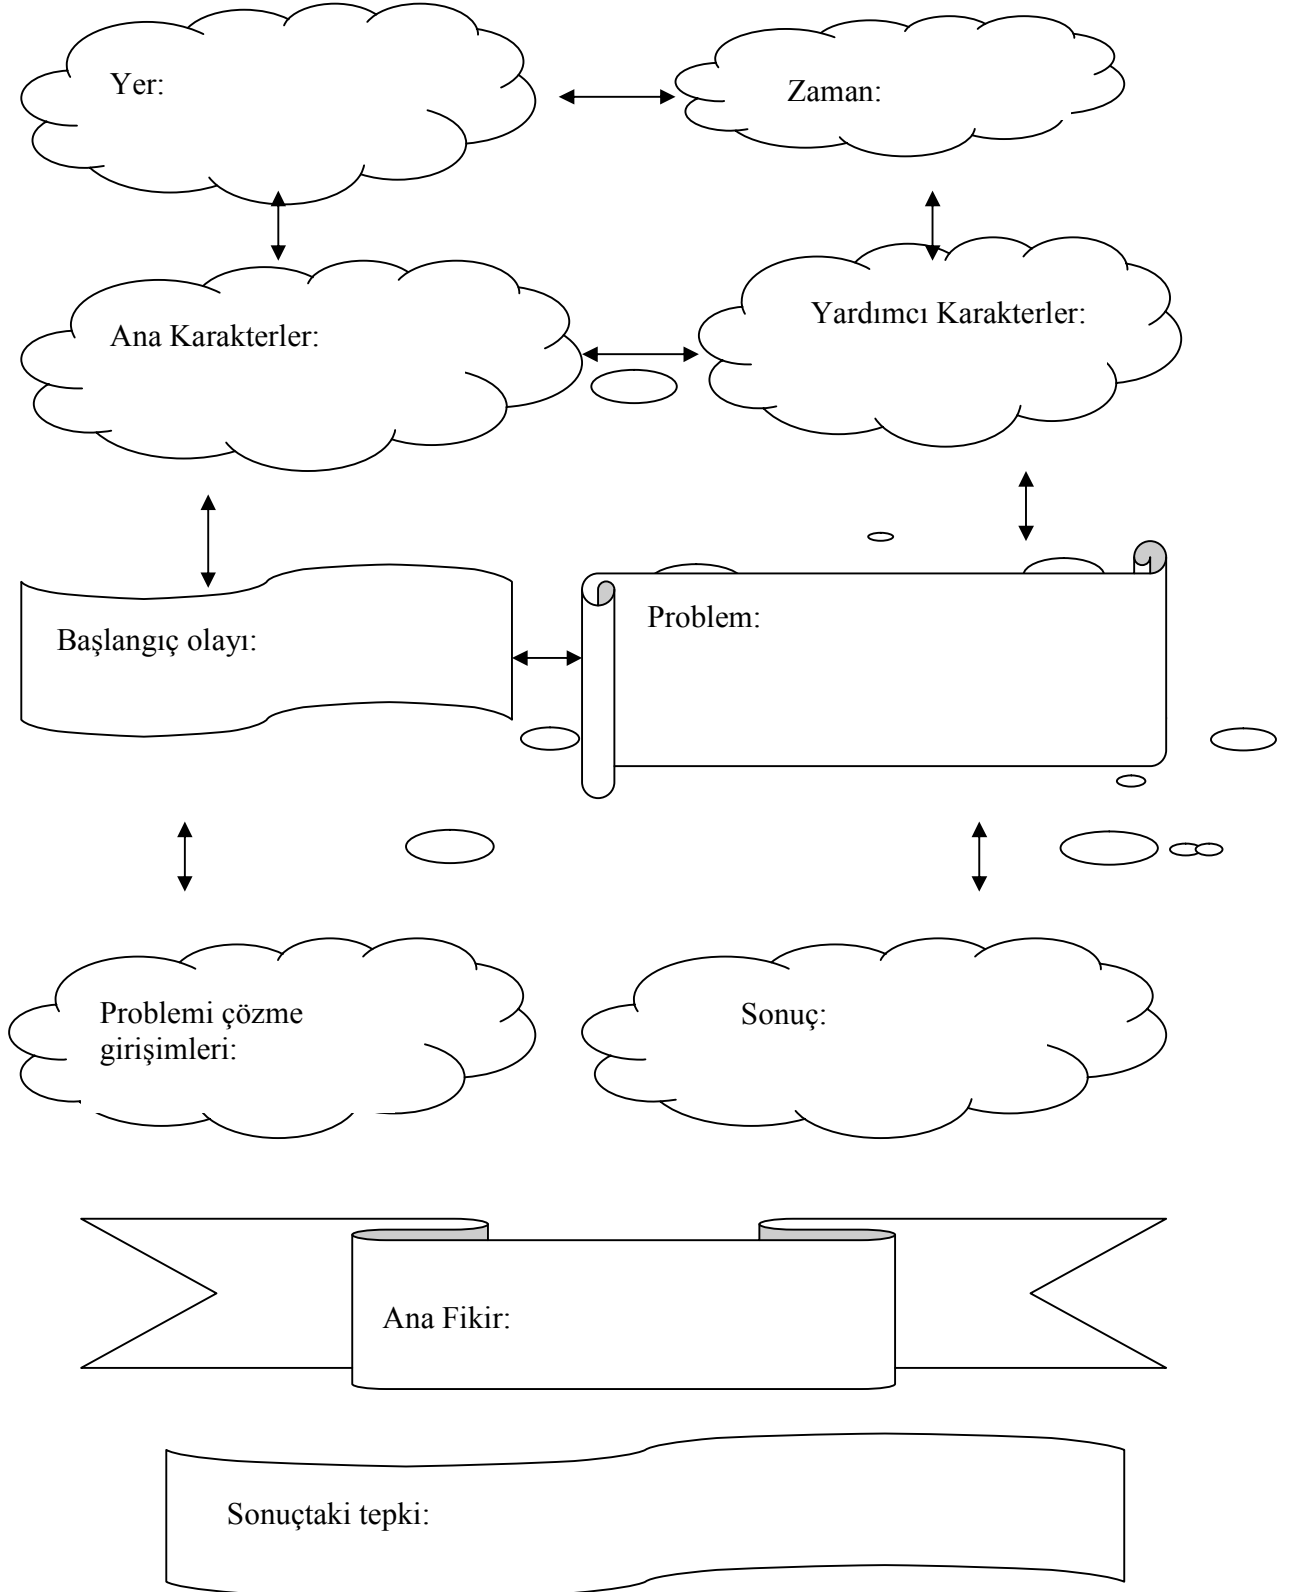 Yer:
Zaman:
Ana Karakterler:
Yardımcı Karakterler:
Başlangıç olayı:
Problem:
Problemi çözme
girişimleri:
Sonuç:
Ana Fikir:
Sonuçtaki tepki: